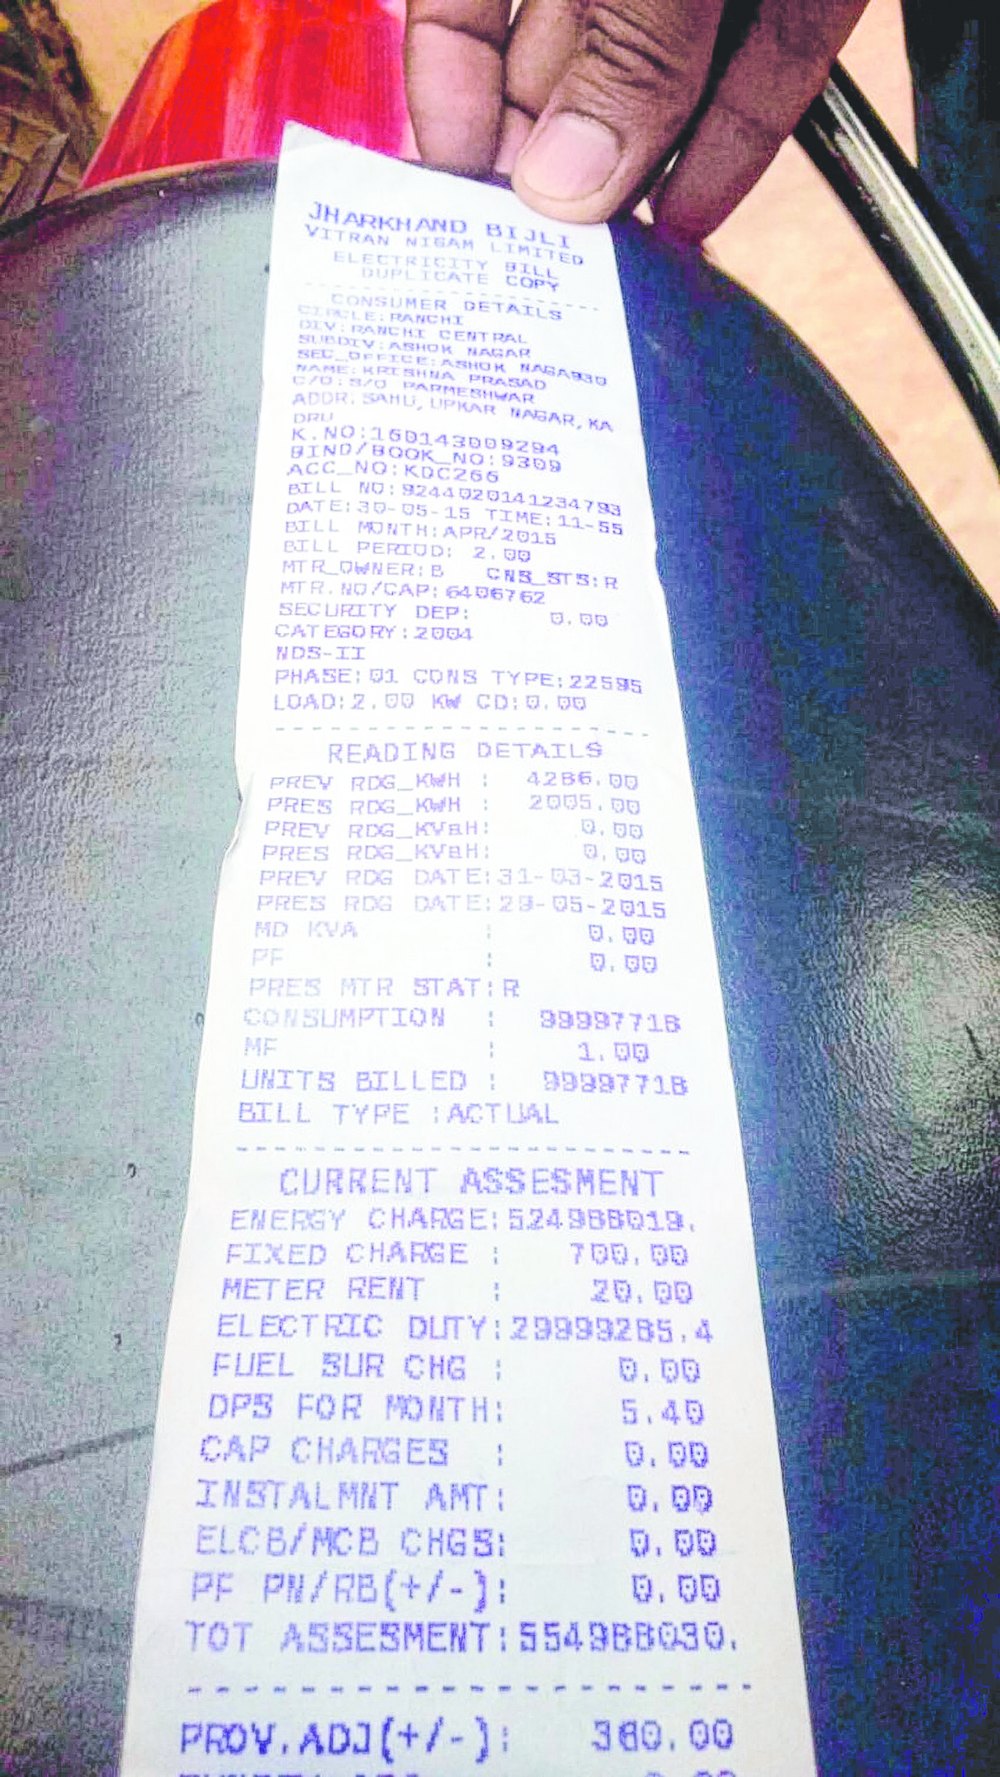 JHARKHAND BIJLI
VITRAN NIGAM LIMITED
ELECTRICITY BILL
DUPLICATE COPY
CONSUMER DETAILS
CIRCLE:RANCHI
DIV:RANCHI CENTRAL
SUBDIV:ASHOK NAGAR
SEC_OFFICE:ASHOK NAGA930
NAME:KRISHNA PRASAD
C/O:S/O PARMESHWAR
ADDR:SAHU,UPKAR NAGAR,KA
DRU
K.NO:160143009294
BIND/BOOK_NO:9309
ACC_NO:KDC266
BILL NO:9244020141234793
DATE:30-05-15 TIME:11-55
BILL MONTH:APR/2015
BILL PERIOD: 2.00
MTR_OWNER:B CNS_STS:R
MTR.NO/CAP:6406762
SECURITY DEP: 0.00
CATEGORY:2004
NDS-II
PHASE:01 CONS TYPE:22595
LOAD:2.00 KW CD:0.00
READING DETAILS
PREV RDG_KWH : 4286.00
PRES RDG_KWH : 2005.00
PREV RDG_KVAH: 0.00
PRES RDG_KVAH: 0.00
PREV RDG DATE:31-03-2015
PRES RDG DATE:29-05-2015
MD KVA : 0.00
PF : 0.00
PRES MTR STAT:R
CONSUMPTION : 99997718
MF : 1.00
UNITS BILLED : 99997718
BILL TYPE :ACTUAL
CURRENT ASSESMENT
ENERGY CHARGE:524988019.
FIXED CHARGE : 700.00
METER RENT : 20.00
ELECTRIC DUTY:29999285.4
FUEL SUR CHG : 0.00
DPS FOR MONTH: 5.40
CAP CHARGES : 0.00
INSTALMNT AMT: 0.00
ELCB/MCB CHGS: 0.00
PF PN/RB(+/-): 0.00
TOT ASSESMENT:554988030.
PROV.ADJ(+/-): 360.00